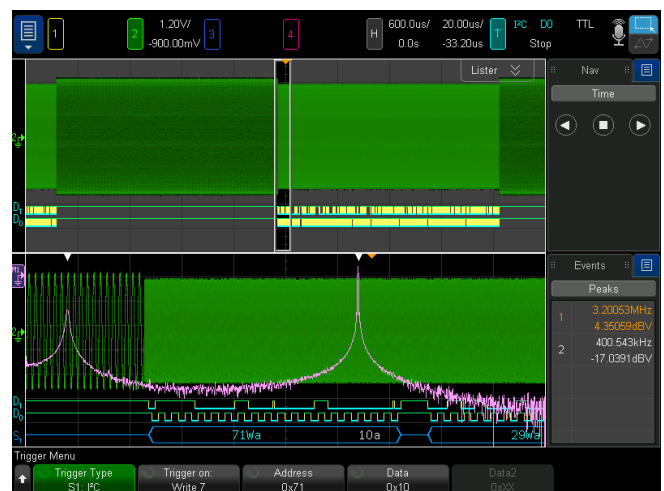 1
2
1.20V/
-900.00mV
3
4
H
600.0us/
0.0s
20.00us/
-33.20us
T
I²C D0 TTL
Stop
Lister
Nav
Time
2
D1
D0
Events
Peaks
1 3.20053MHz
4.35059dBV
2 400.543kHz
-17.0391dBV
M1
2
D1
D0
S1 71Wa 10a 29Wa
Trigger Menu
Trigger Type
S1: I²C
Trigger on:
Write 7
Address
0x71
Data
0x10
Data2
0xXX